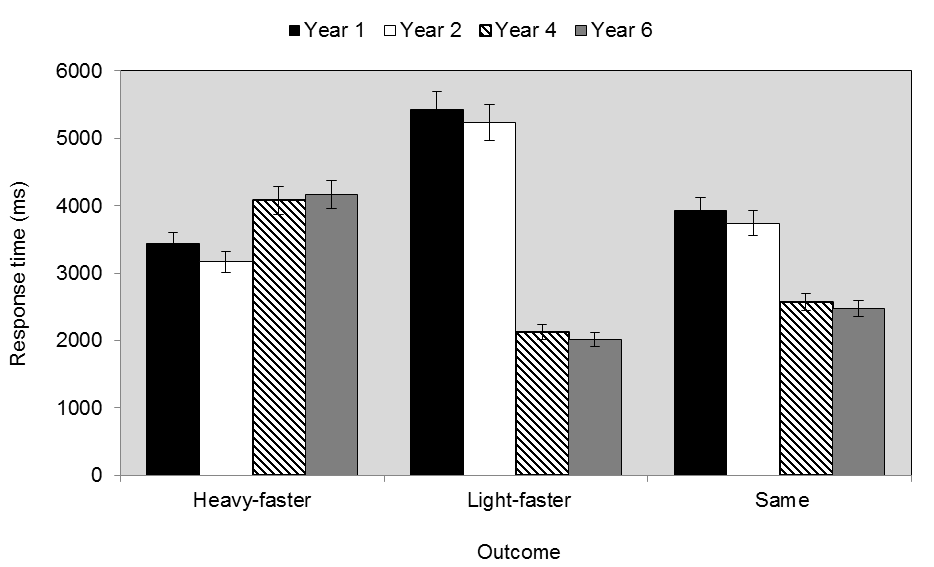 Year 1 Year 2 Year 4 Year 6
6000
5000
4000
3000
2000
1000
0
Response time (ms)
Heavy-faster Light-faster Same
Outcome